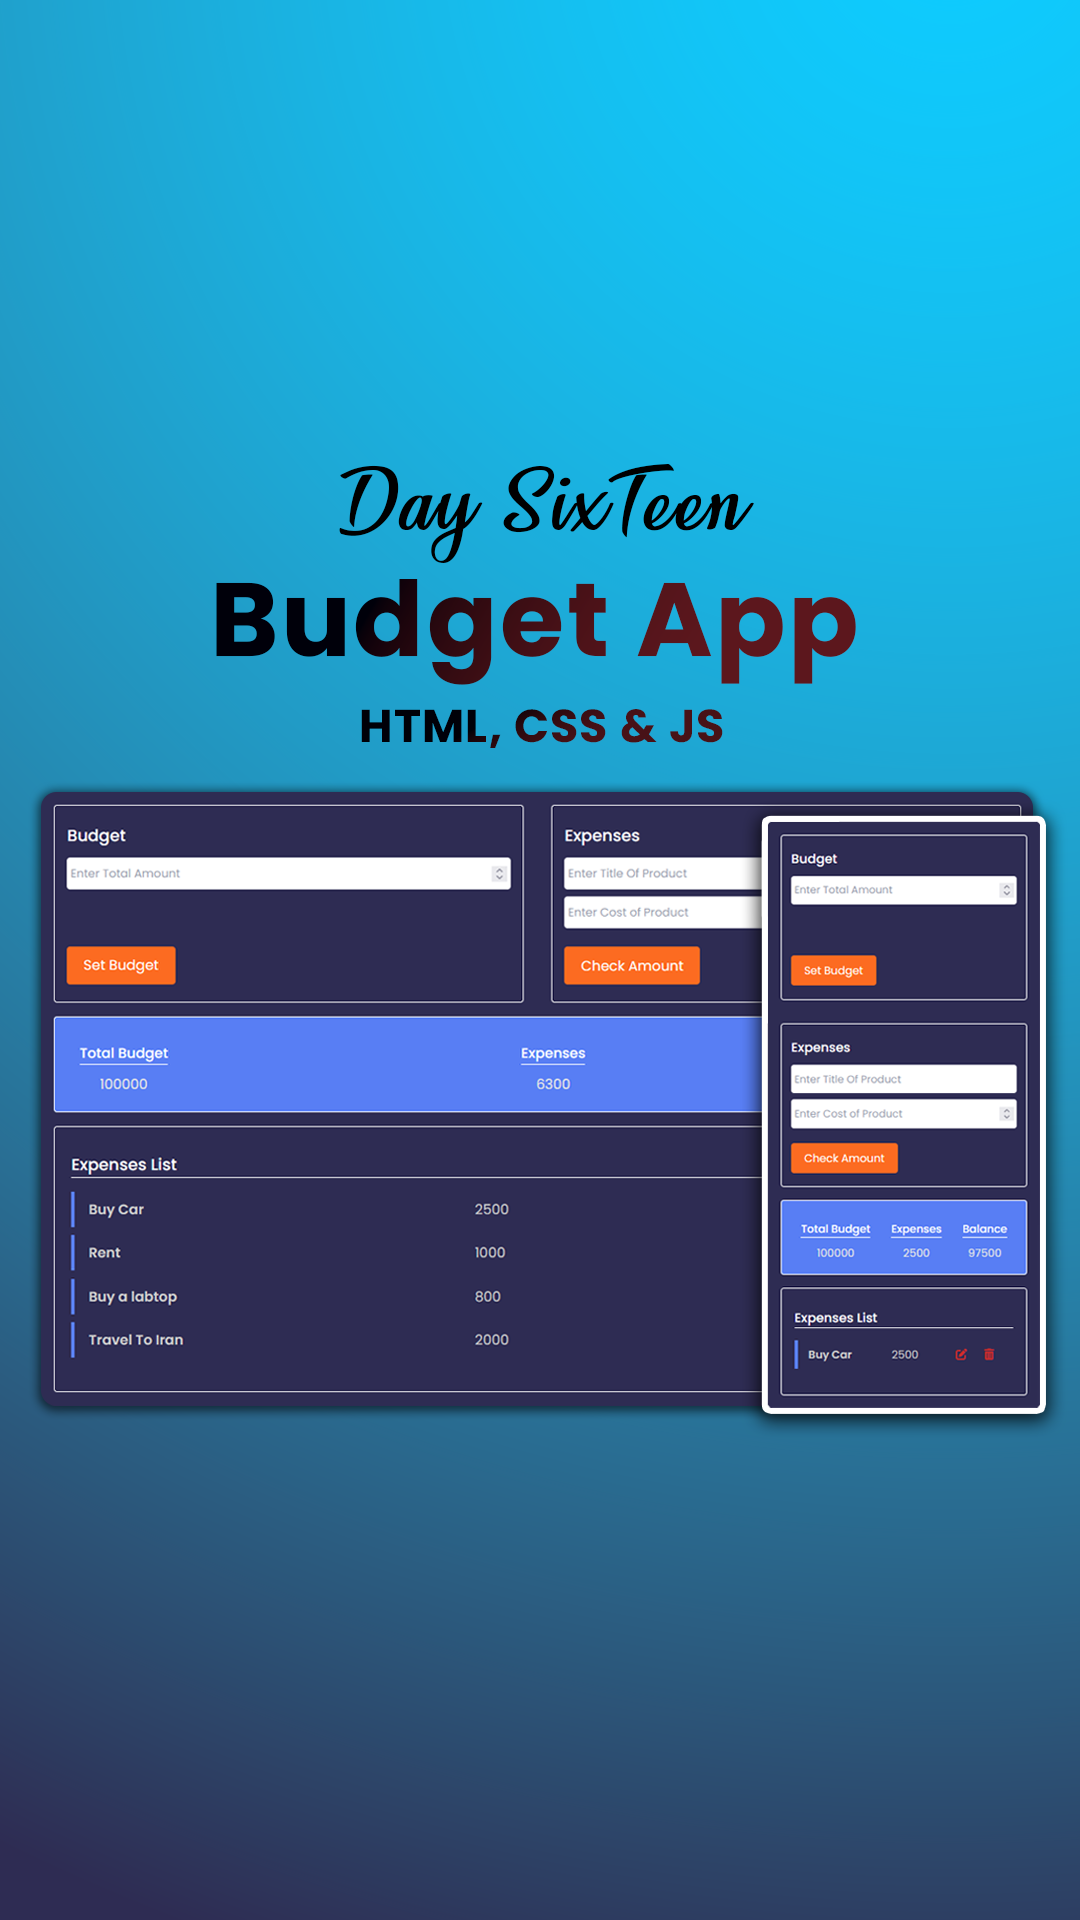 Day SixTeen
Budget App
HTML, CSS & JS
Budget
Enter Total Amount
Set Budget
Expenses
Enter Title Of Product
Enter Cost of Product
Check Amount
Total Budget
100000
Expenses
6300
Expenses List
Buy Car 2500
Rent 1000
Buy a labtop 800
Travel To Iran 2000
Budget
Enter Total Amount
Set Budget
Expenses
Enter Title Of Product
Enter Cost of Product
Check Amount
Total Budget Expenses Balance
100000 2500 97500
Expenses List
Buy Car 2500